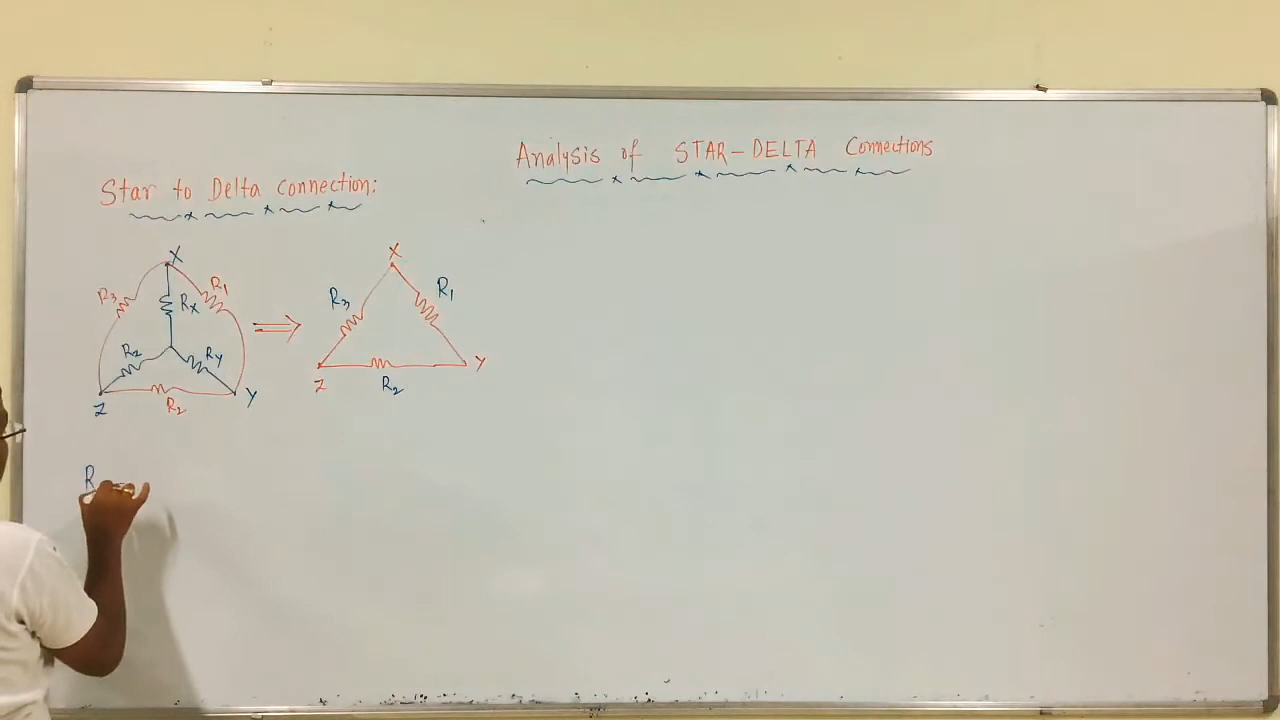 Analysis of STAR-DELTA Connections
Star to Delta connection:
X
R3
R1
Rx
Rz
Ry
Z
R2
Y
X
R3
R1
Z
R2
Y
R